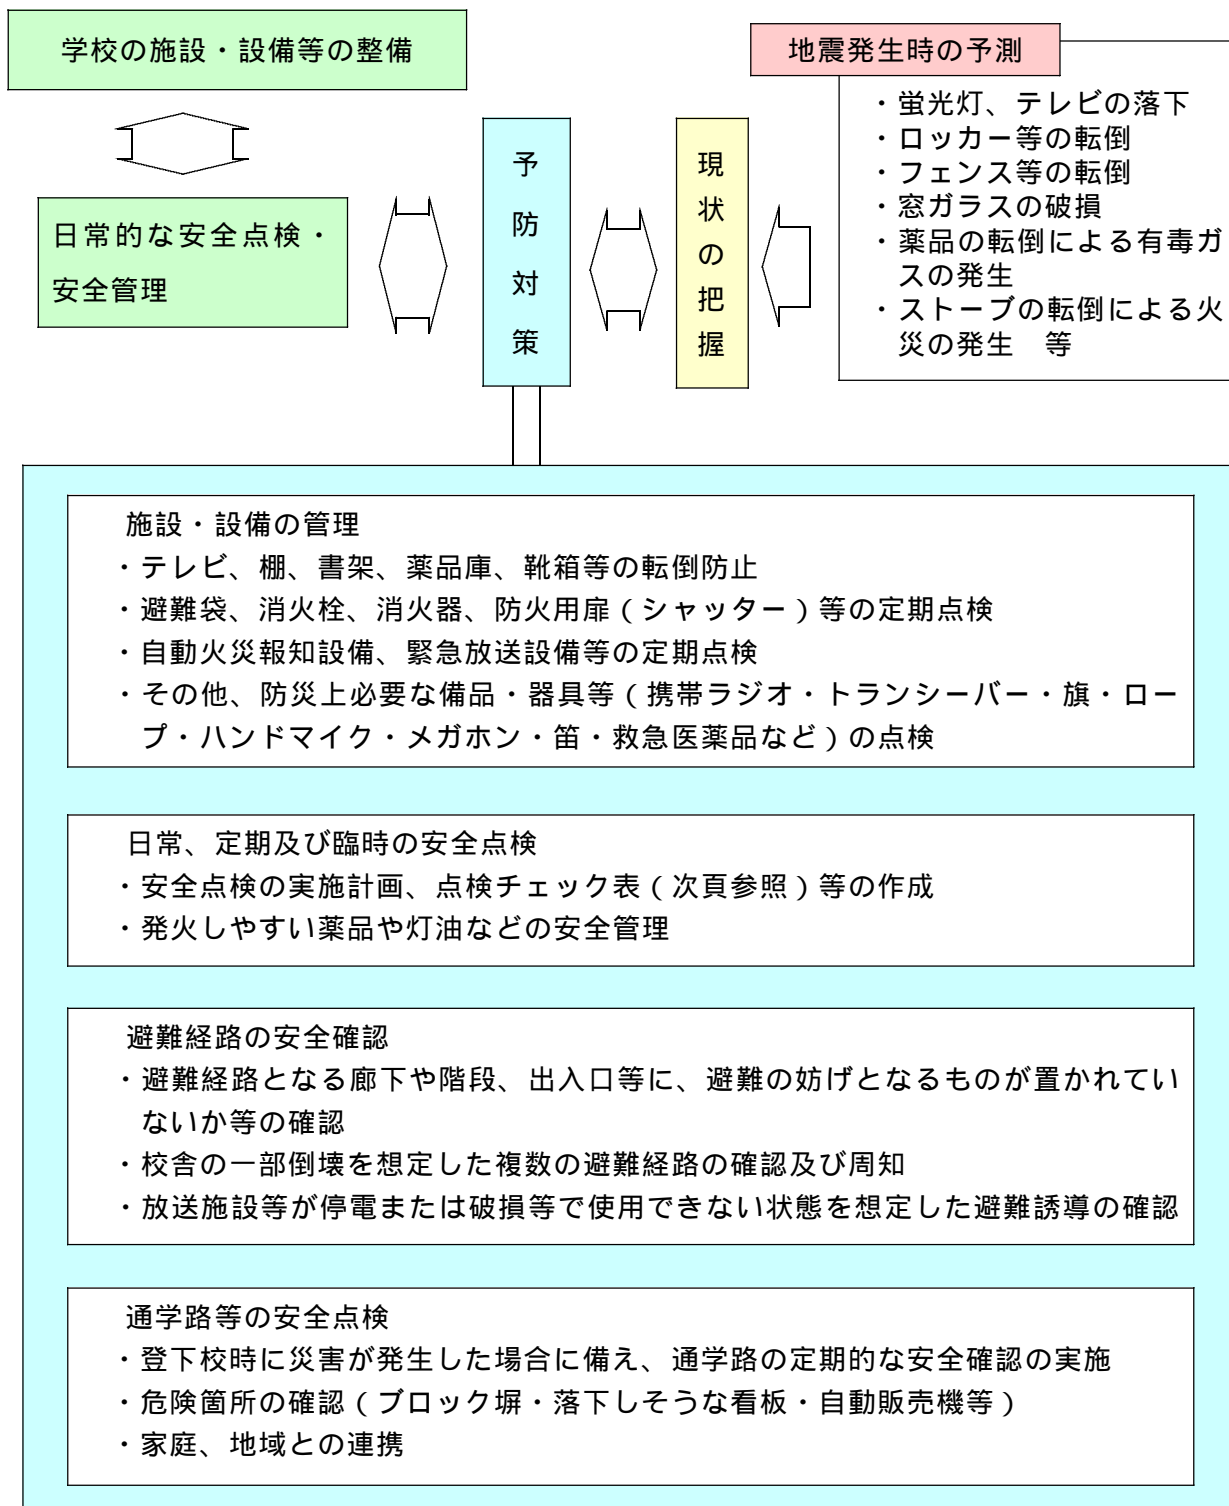 学校の施設・設備等の整備
地震発生時の予測
・蛍光灯、テレビの落下
・ロッカー等の転倒
・フェンス等の転倒
・窓ガラスの破損
・薬品の転倒による有毒ガ
スの発生
・ストーブの転倒による火
災の発生　等
日常的な安全点検・
安全管理
予防対策
現状の把握
施設・設備の管理
・テレビ、棚、書架、薬品庫、靴箱等の転倒防止
・避難袋、消火栓、消火器、防火用扉（シャッター）等の定期点検
・自動火災報知設備、緊急放送設備等の定期点検
・その他、防災上必要な備品・器具等（携帯ラジオ・トランシーバー・旗・ロー
プ・ハンドマイク・メガホン・笛・救急医薬品など）の点検
日常、定期及び臨時の安全点検
・安全点検の実施計画、点検チェック表（次頁参照）等の作成
・発火しやすい薬品や灯油などの安全管理
避難経路の安全確認
・避難経路となる廊下や階段、出入口等に、避難の妨げとなるものが置かれてい
ないか等の確認
・校舎の一部倒壊を想定した複数の避難経路の確認及び周知
・放送施設等が停電または破損等で使用できない状態を想定した避難誘導の確認
通学路等の安全点検
・登下校時に災害が発生した場合に備え、通学路の定期的な安全確認の実施
・危険箇所の確認（ブロック塀・落下しそうな看板・自動販売機等）
・家庭、地域との連携